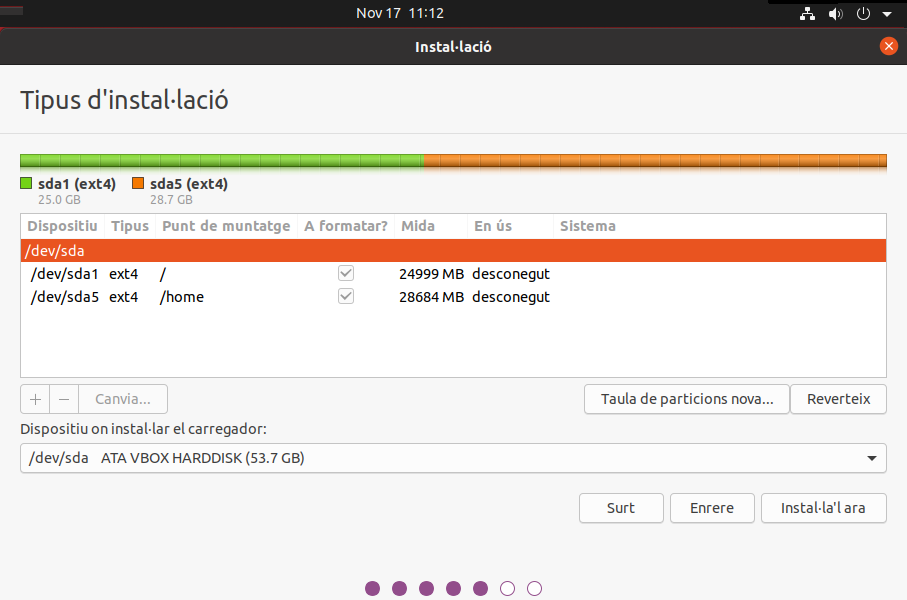 Nov 17  11:12
Instal·lació
Tipus d'instal·lació
sda1 (ext4) sda5 (ext4)
25.0 GB 28.7 GB
Dispositiu Tipus Punt de muntatge A formatar? Mida En ús Sistema
/dev/sda
/dev/sda1 ext4 / 24999 MB desconegut
/dev/sda5 ext4 /home 28684 MB desconegut
+ − Canvia... Taula de particions nova... Reverteix
Dispositiu on instal·lar el carregador:
/dev/sda ATA VBOX HARDDISK (53.7 GB)
Surt Enrere Instal·la'l ara